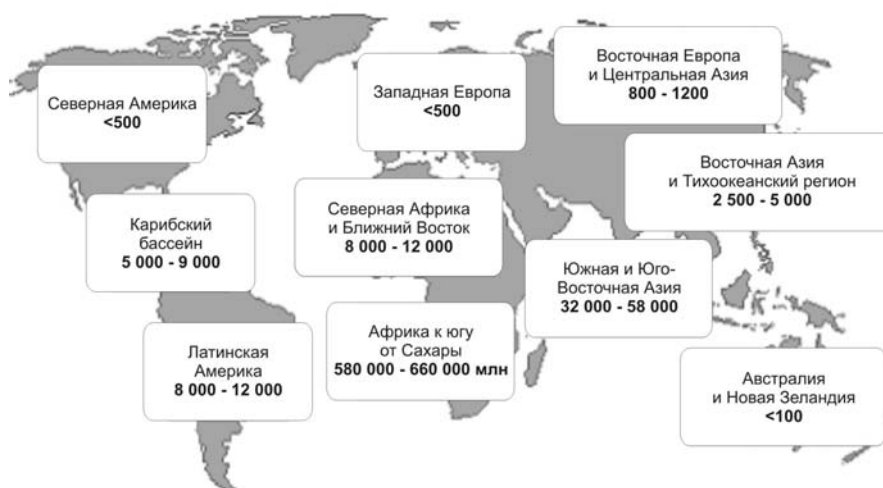 Северная Америка
<500
Западная Европа
<500
Восточная Европа
и Центральная Азия
800 - 1200
Восточная Азия
и Тихоокеанский регион
2 500 - 5 000
Карибский
бассейн
5 000 - 9 000
Северная Африка
и Ближний Восток
8 000 - 12 000
Южная и Юго-
Восточная Азия
32 000 - 58 000
Латинская
Америка
8 000 - 12 000
Африка к югу
от Сахары
580 000 - 660 000 млн
Австралия
и Новая Зеландия
<100